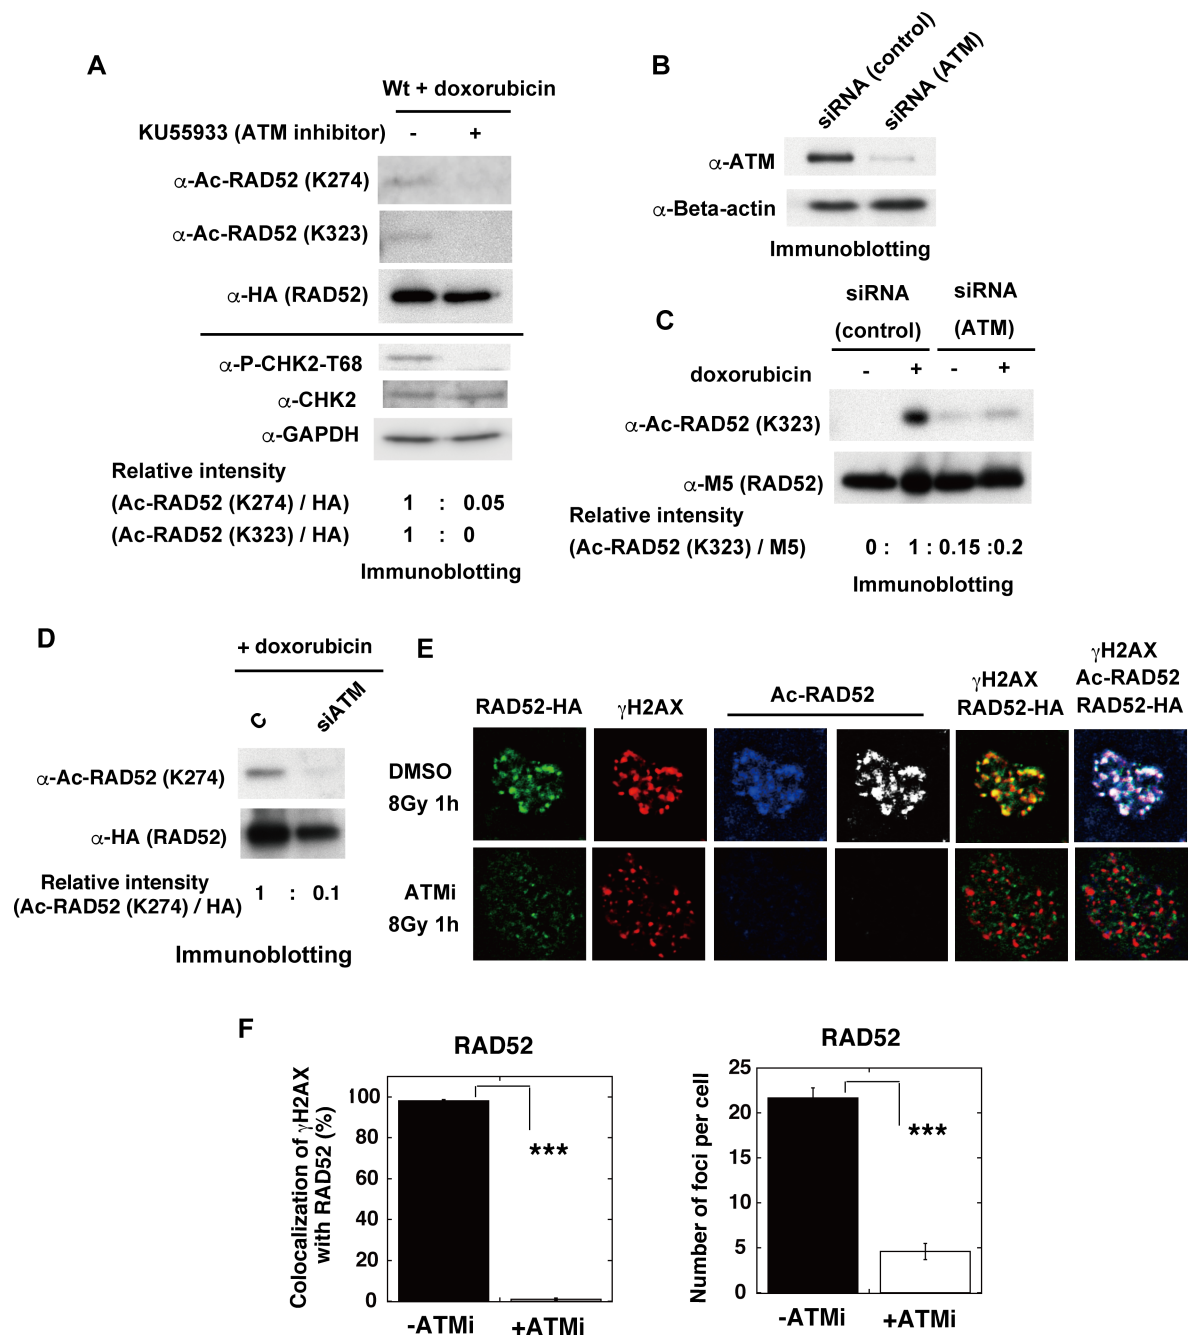 A
Wt + doxorubicin
KU55933 (ATM inhibitor) - +
α-Ac-RAD52 (K274)
α-Ac-RAD52 (K323)
α-HA (RAD52)
α-P-CHK2-T68
α-CHK2
α-GAPDH
Relative intensity
(Ac-RAD52 (K274) / HA) 1 : 0.05
(Ac-RAD52 (K323) / HA) 1 : 0
Immunoblotting
B
siRNA (control)
siRNA (ATM)
α-ATM
α-Beta-actin
Immunoblotting
C
siRNA siRNA
(control) (ATM)
doxorubicin - + - +
α-Ac-RAD52 (K323)
α-M5 (RAD52)
Relative intensity
(Ac-RAD52 (K323) / M5) 0 : 1 : 0.15 :0.2
Immunoblotting
D
+ doxorubicin
C
siATM
α-Ac-RAD52 (K274)
α-HA (RAD52)
Relative intensity
(Ac-RAD52 (K274) / HA) 1 : 0.1
Immunoblotting
E
RAD52-HA
γH2AX
Ac-RAD52
γH2AX
RAD52-HA
γH2AX
Ac-RAD52
RAD52-HA
DMSO
8Gy 1h
ATMi
8Gy 1h
F
RAD52
Colocalization of γH2AX
with RAD52 (%)
100
80
60
40
20
0
***
-ATMi +ATMi
RAD52
Number of foci per cell
25
20
15
10
5
0
***
-ATMi +ATMi